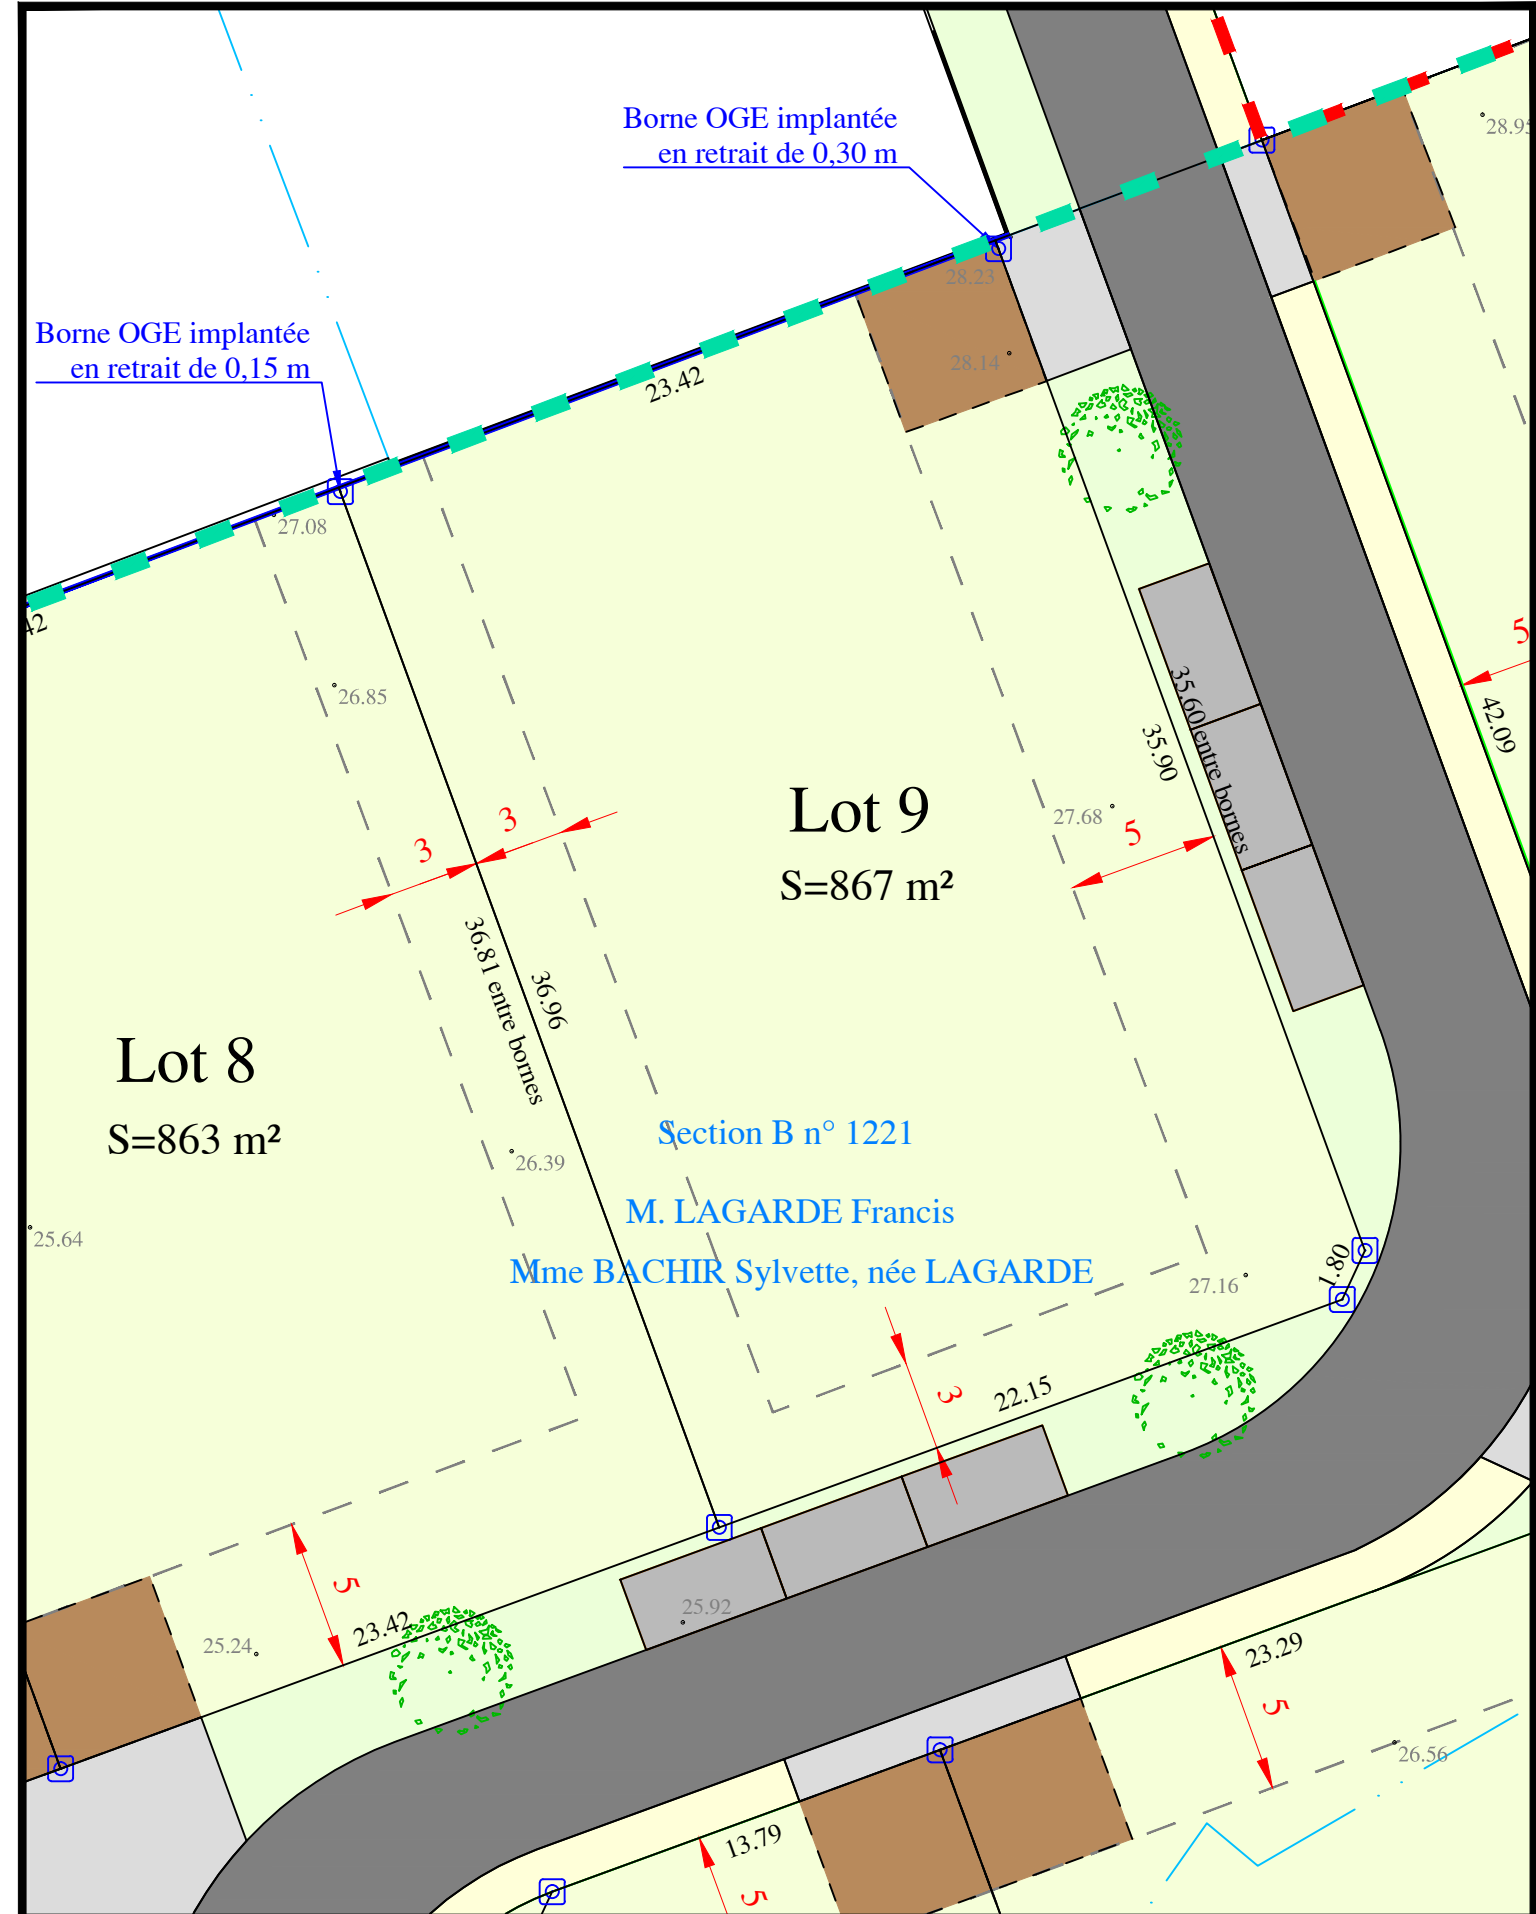 Borne OGE implantée
en retrait de 0,30 m
28.95
28.23
Borne OGE implantée
en retrait de 0,15 m
28.14
23.42
27.08
42
5
26.85
35.60 entre bornes
42.09
35.90
Lot 9
27.68
3
3
5
S=867 m²
36.81 entre bornes
36.96
Lot 8
S=863 m²
Section B n° 1221
26.39
M. LAGARDE Francis
25.64
Mme BACHIR Sylvette, née LAGARDE
1.80
27.16
3
22.15
5
25.92
23.42
25.24
23.29
5
26.56
13.79
5